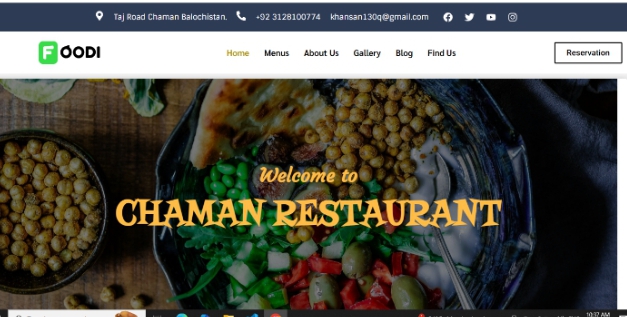 Taj Road Chaman Balochistan. +92 3128100774 khansan130q@gmail.com
FOODI Home Menus About Us Gallery Blog Find Us Reservation
Welcome to
CHAMAN RESTAURANT
10:37 AM